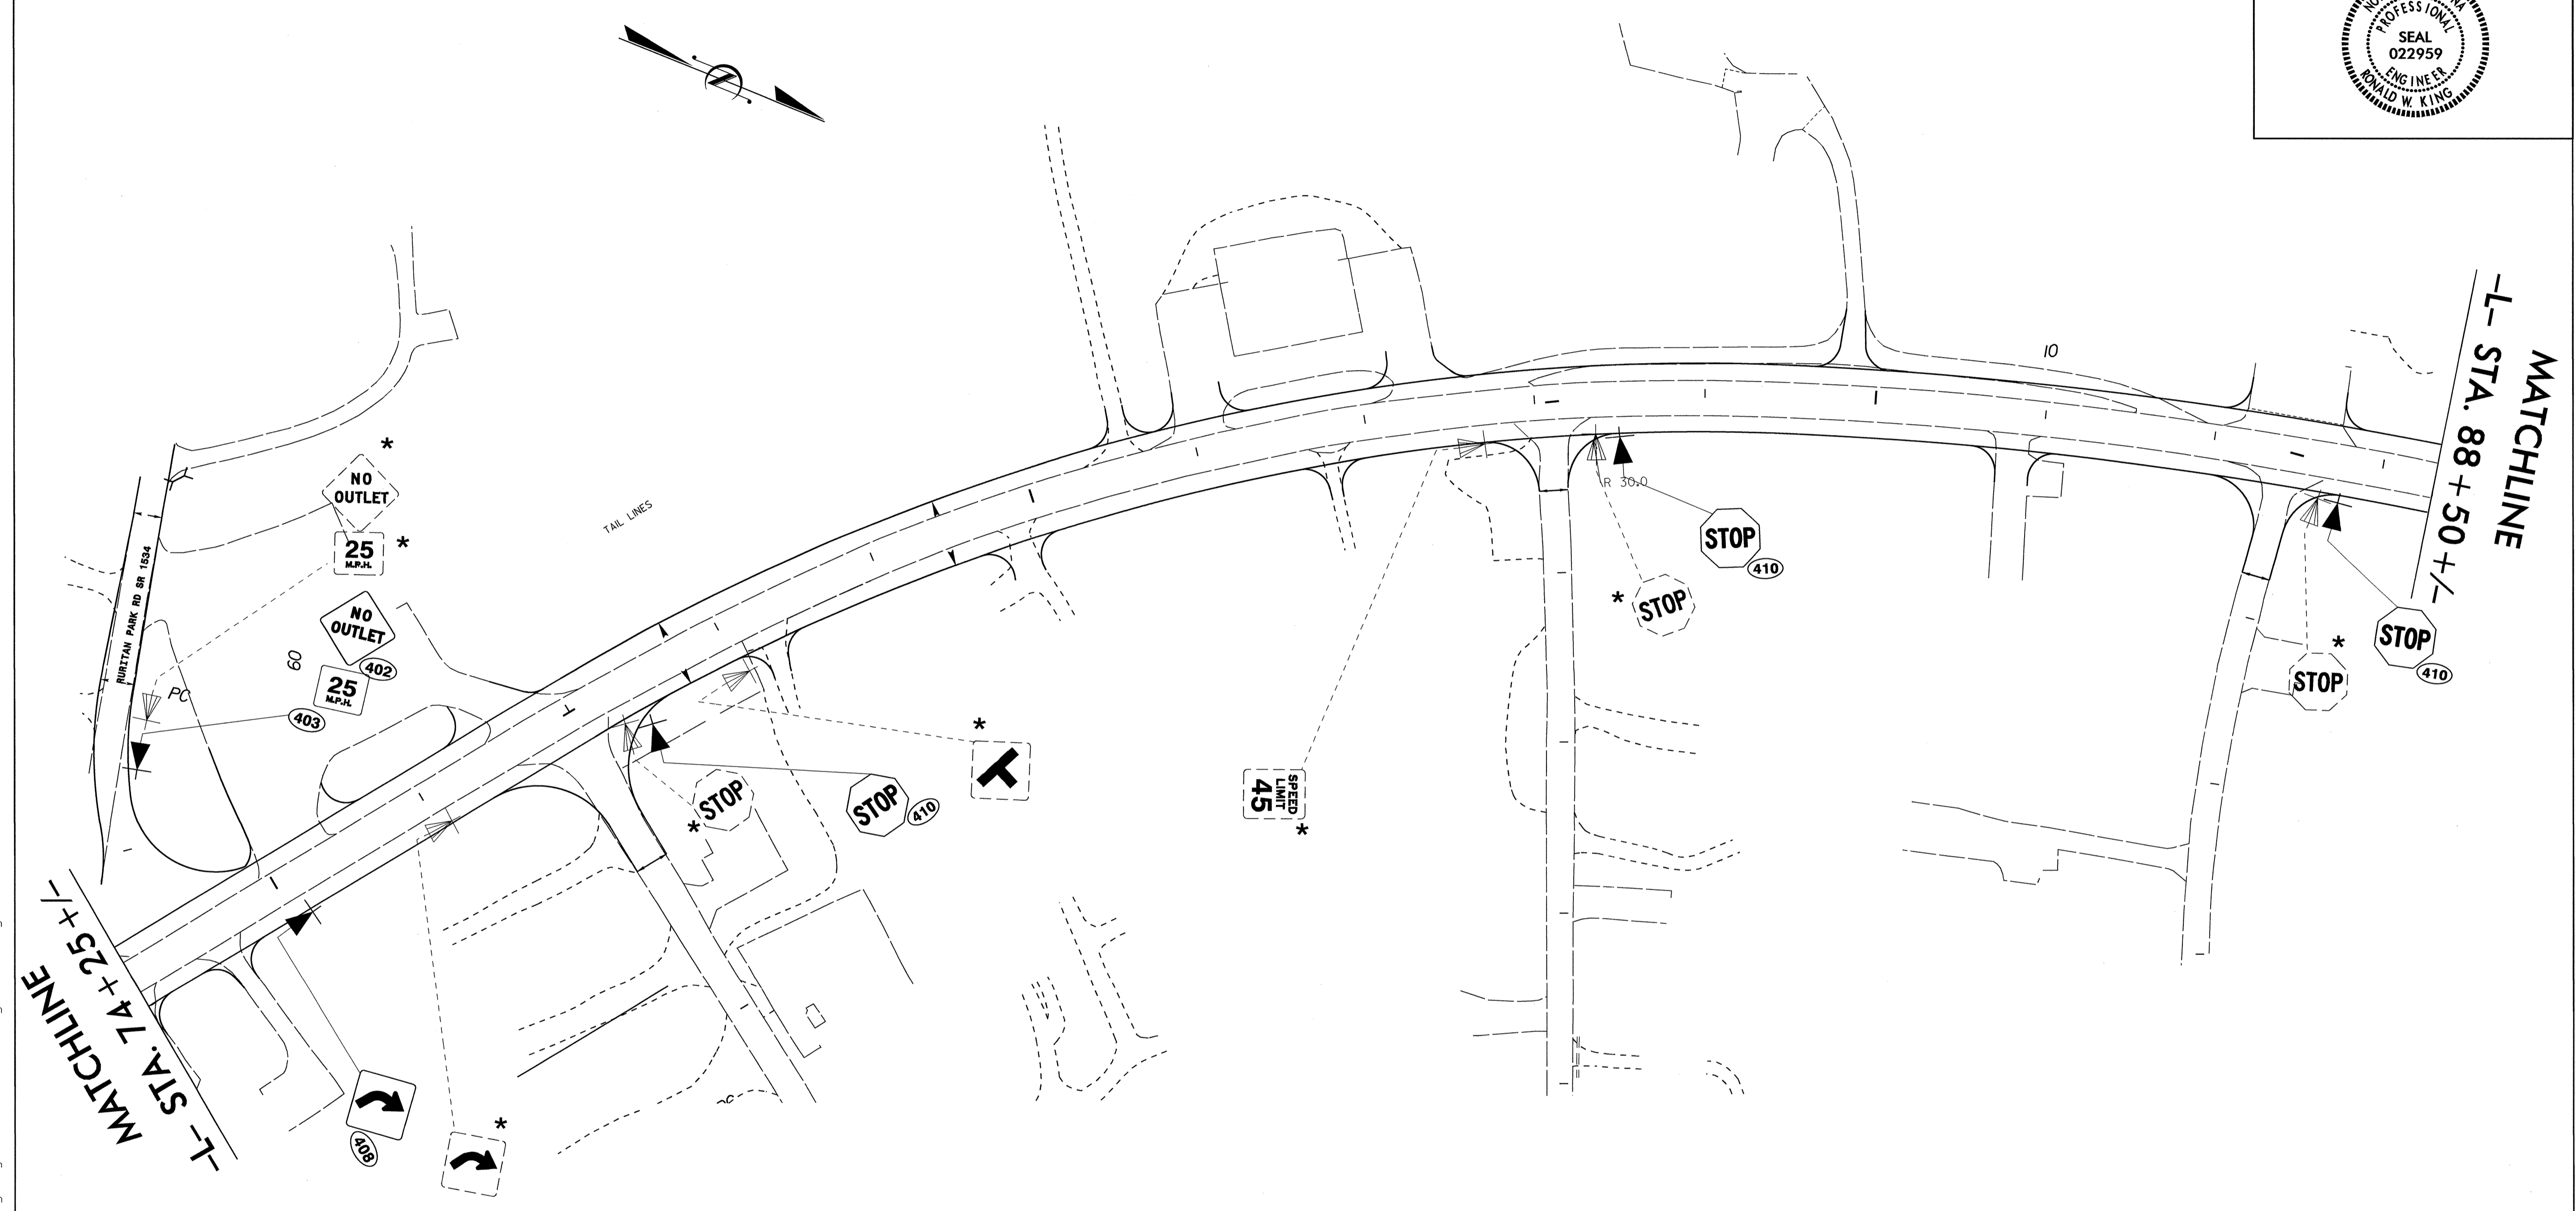 PROFESSIONAL
SEAL
022959
ENGINEER
RONALD W. KING
10
MATCHLINE
-L- STA. 88+50+/-
*
NO
OUTLET
25
M.P.H.
*
TAIL LINES
RURITAN PARK RD SR 1534
NO
OUTLET
402
25
M.P.H.
403
60
PC
R 30.0
STOP
410
*
STOP
STOP
410
*
STOP
*
STOP
*
STOP
410
*
SPEED
LIMIT
45
*
MATCHLINE
-L- STA. 74+25+/-
408
*